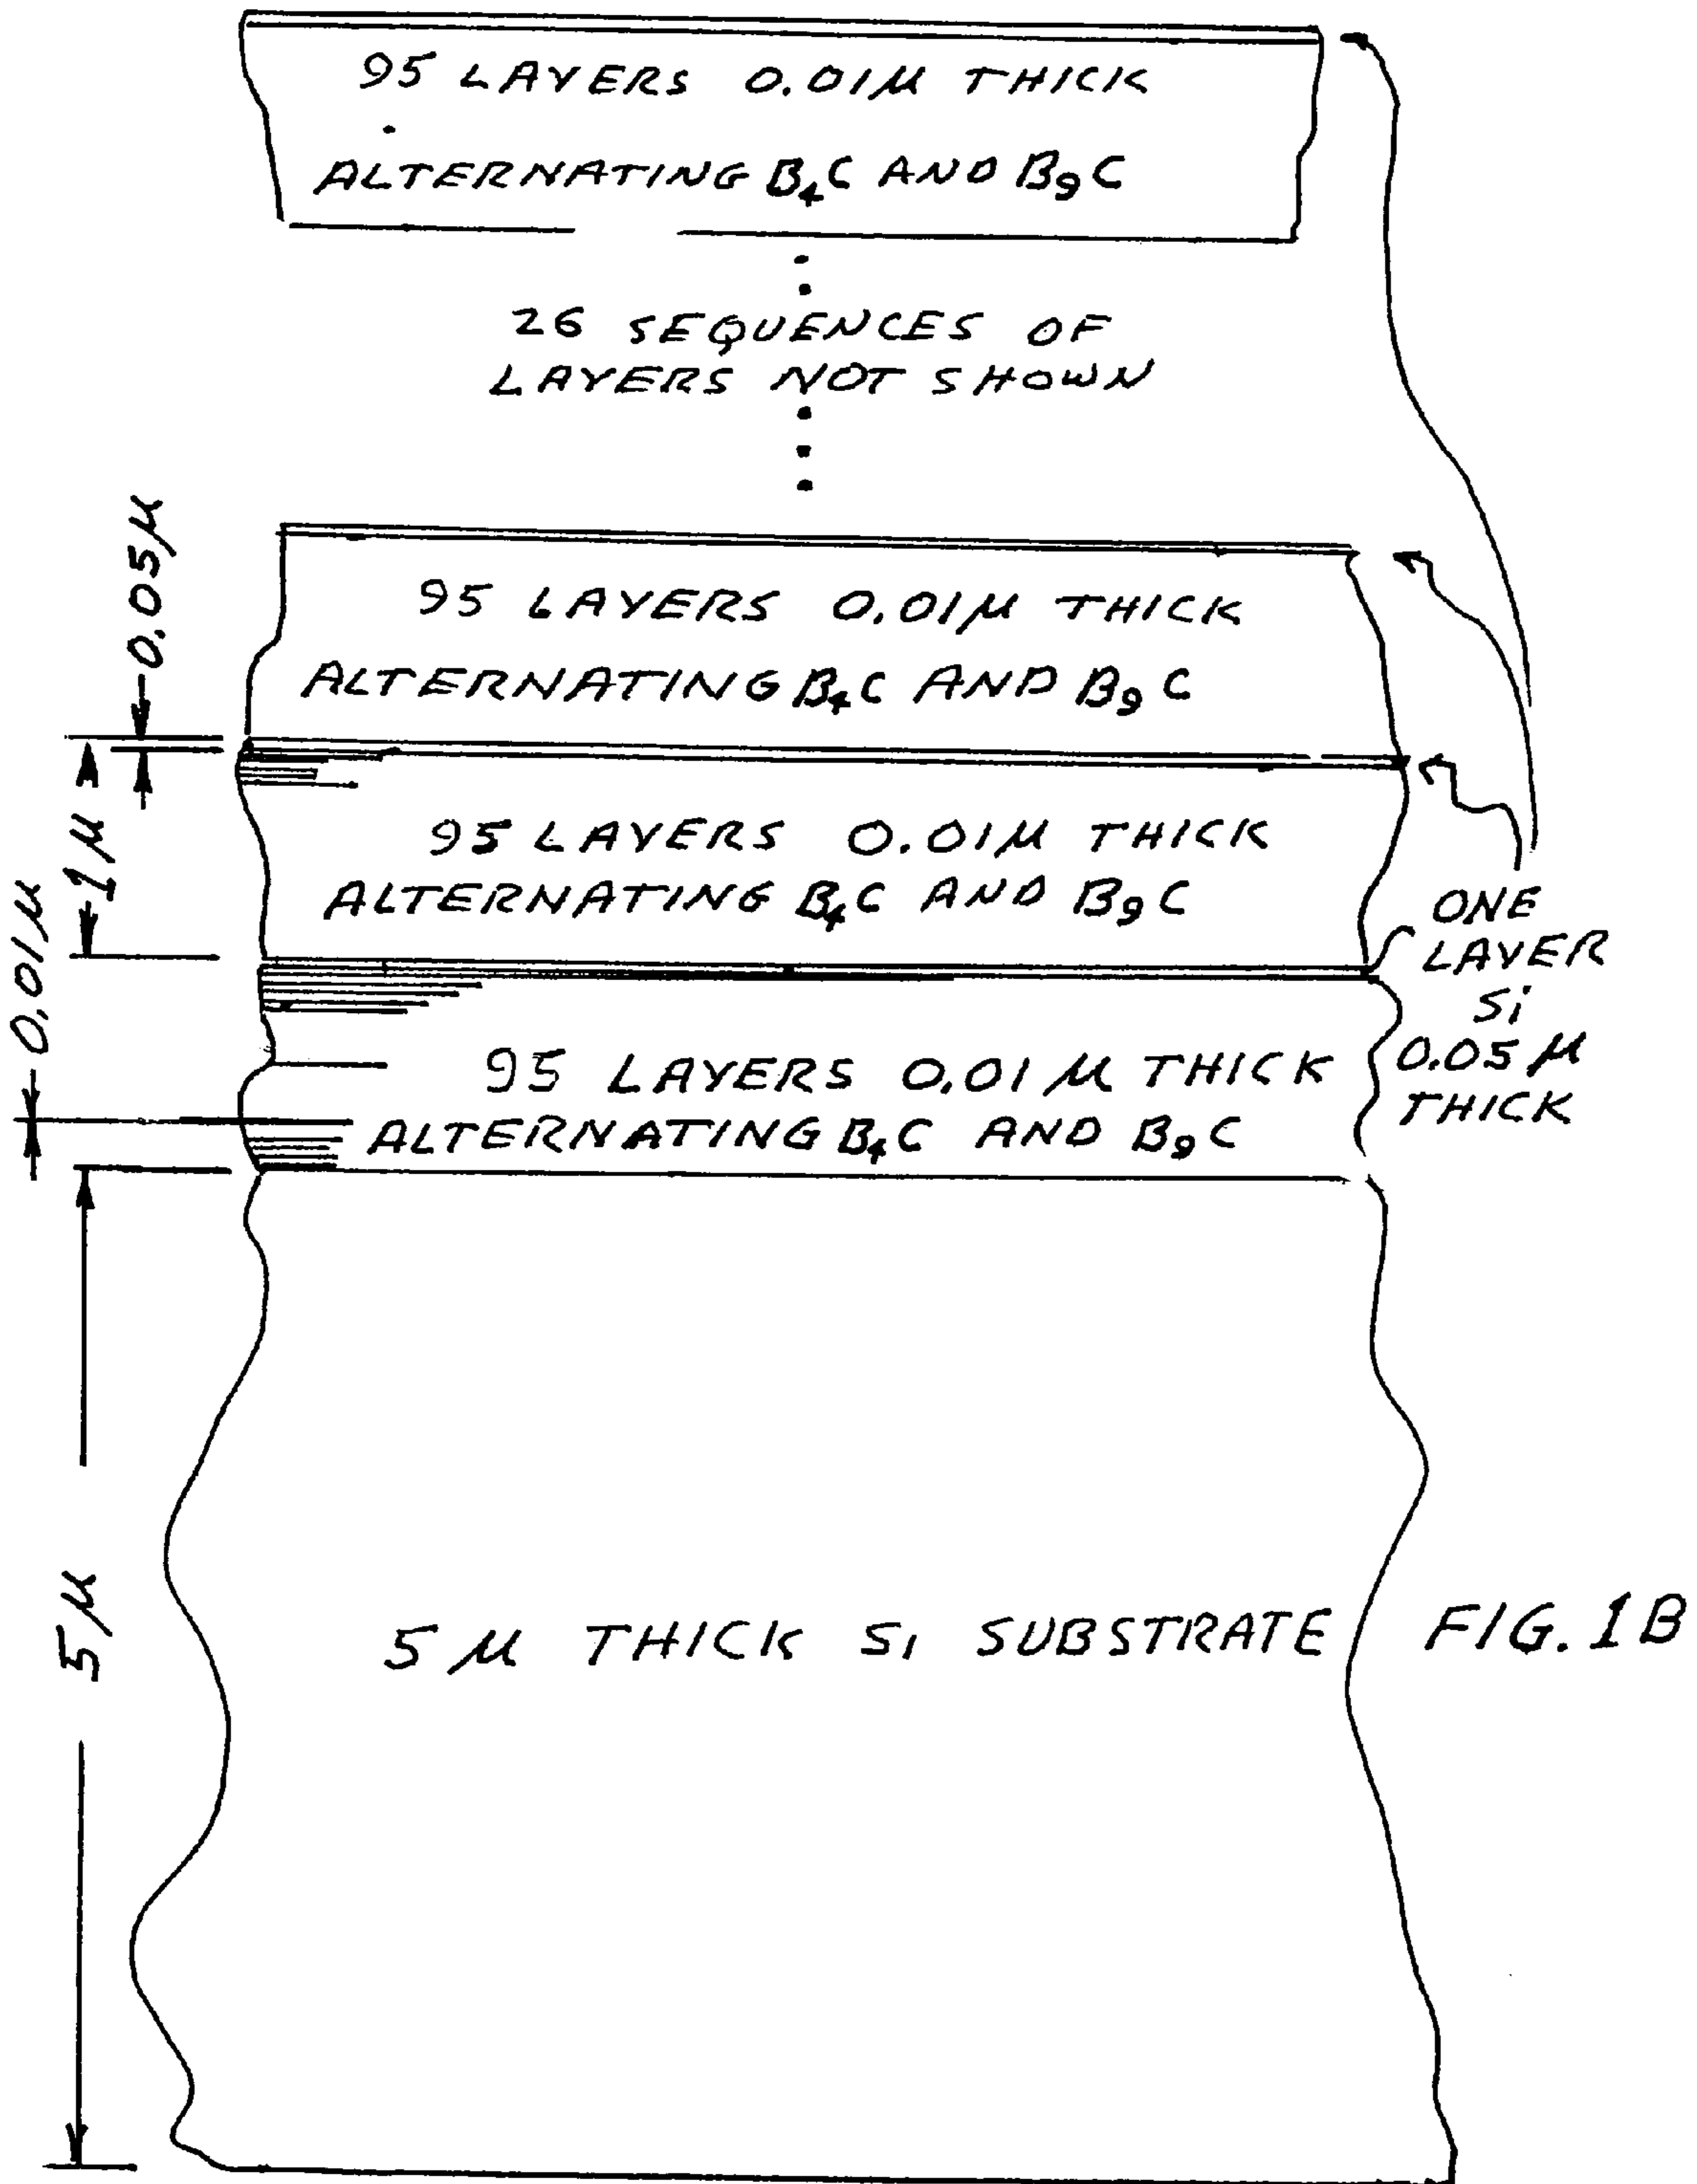 95 LAYERS 0.01μ THICK
ALTERNATING B₄C AND B₉C
26 SEQUENCES OF
LAYERS NOT SHOWN
0.05μ
95 LAYERS 0.01μ THICK
ALTERNATING B₄C AND B₉C
1μ
95 LAYERS 0.01μ THICK
ALTERNATING B₄C AND B₉C
ONE
LAYER
Si
0.05μ
THICK
0.01μ
95 LAYERS 0.01μ THICK
ALTERNATING B₄C AND B₉C
5μ
5μ THICK Si SUBSTRATE
FIG. 1B